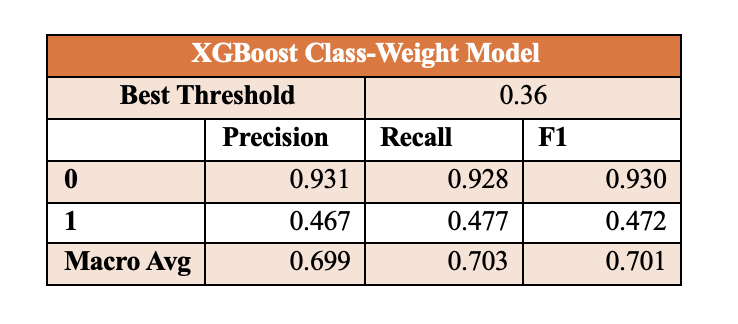 XGBoost Class-Weight Model
Best Threshold 0.36
Precision Recall F1
0 0.931 0.928 0.930
1 0.467 0.477 0.472
Macro Avg 0.699 0.703 0.701